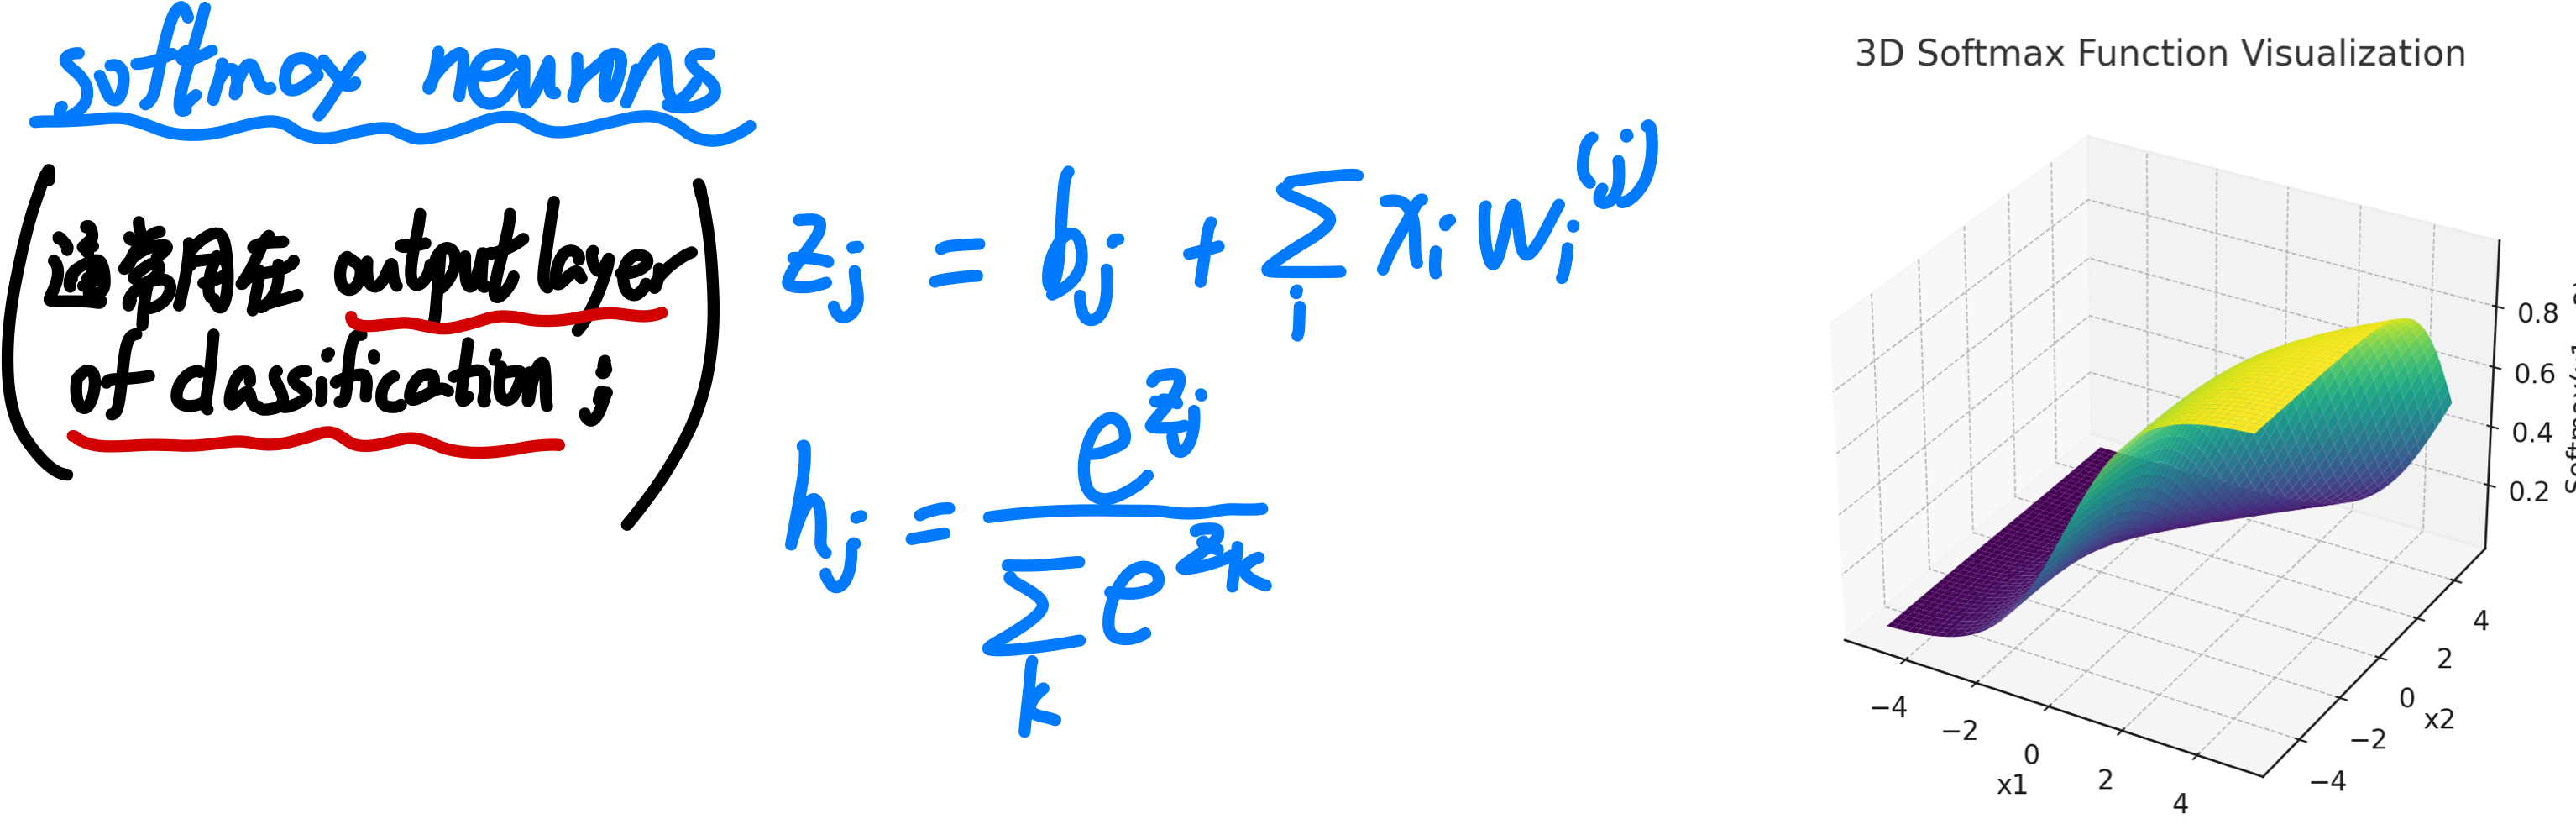 softmax neurons
(通常用在 output layer
of classification;)
z_j = b_j + Σ_i x_i w_i^(j)
h_j = e^{z_j} / Σ_k e^{z_k}
3D Softmax Function Visualization
0.8
0.6
0.4
0.2
4
2
0
−2
−4
x2
−4
−2
0
2
4
x1